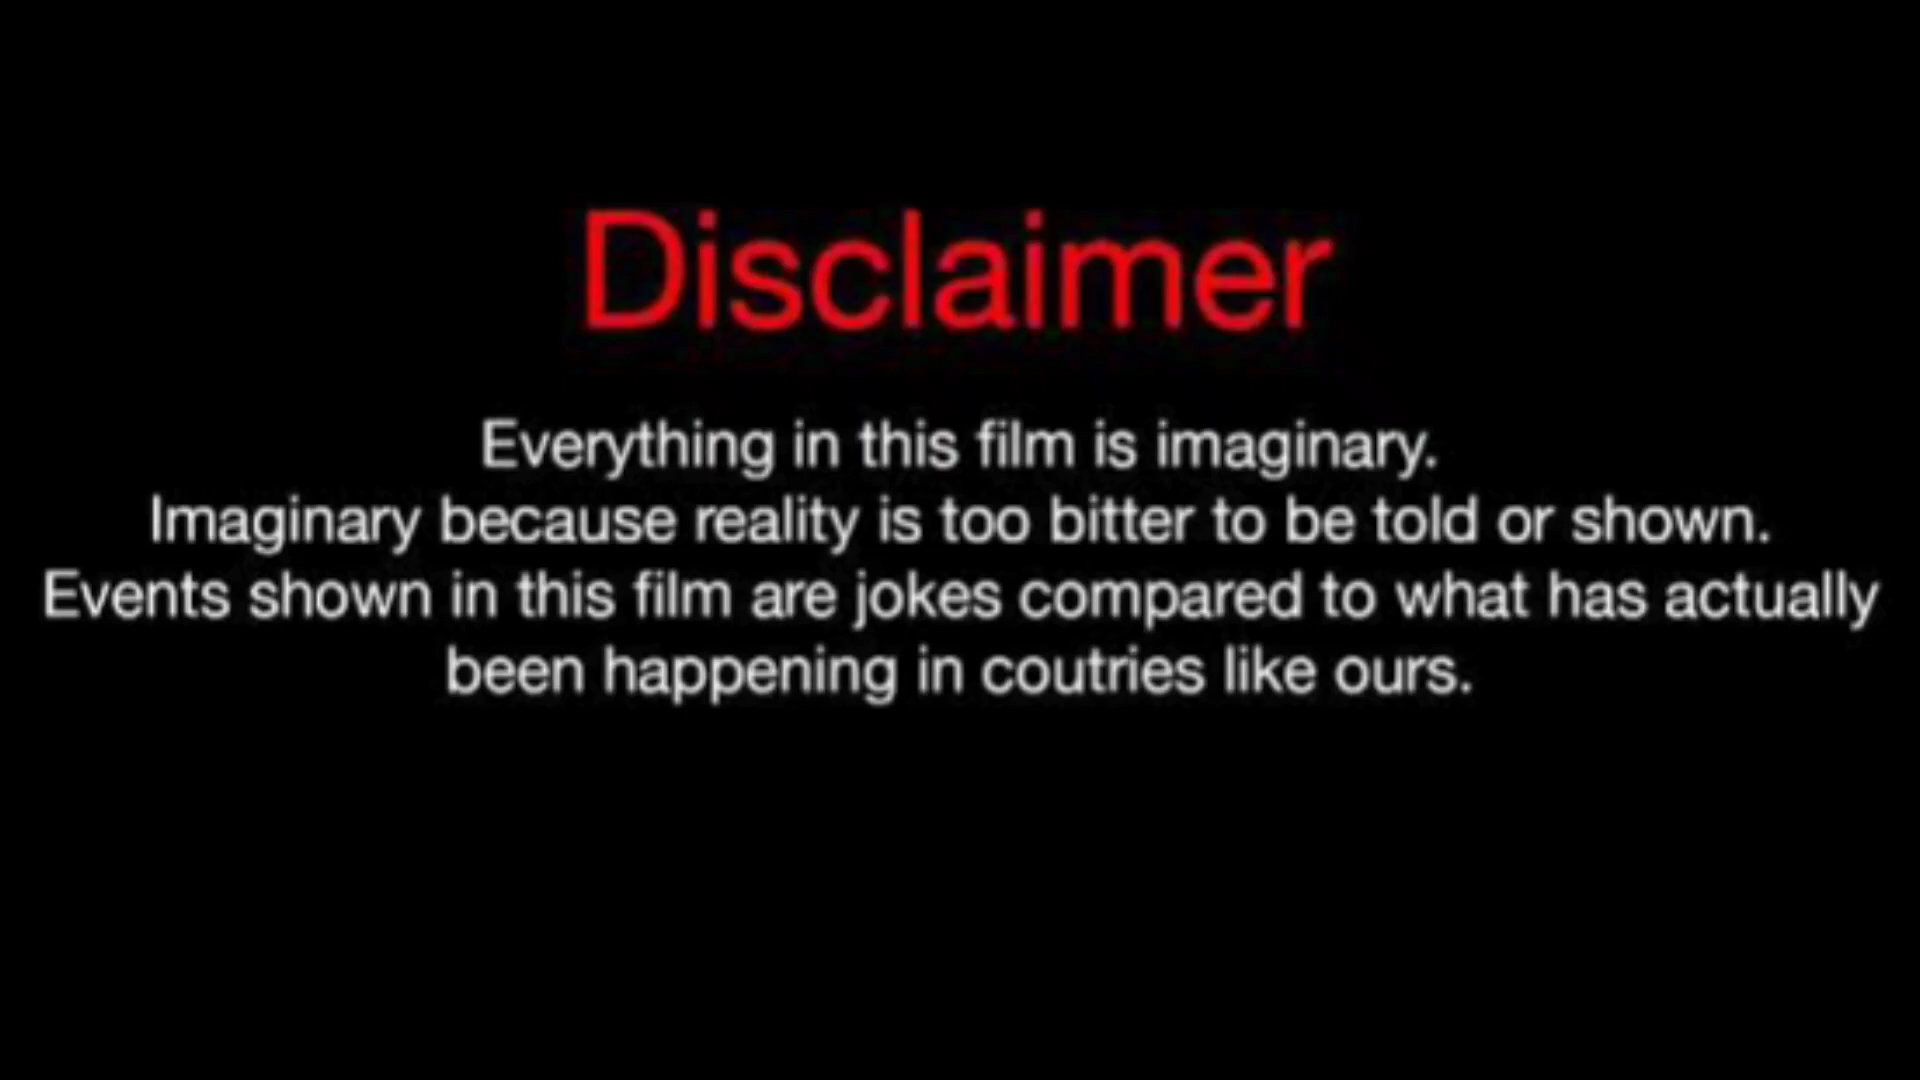 Disclaimer
Everything in this film is imaginary.
Imaginary because reality is too bitter to be told or shown.
Events shown in this film are jokes compared to what has actually
been happening in coutries like ours.